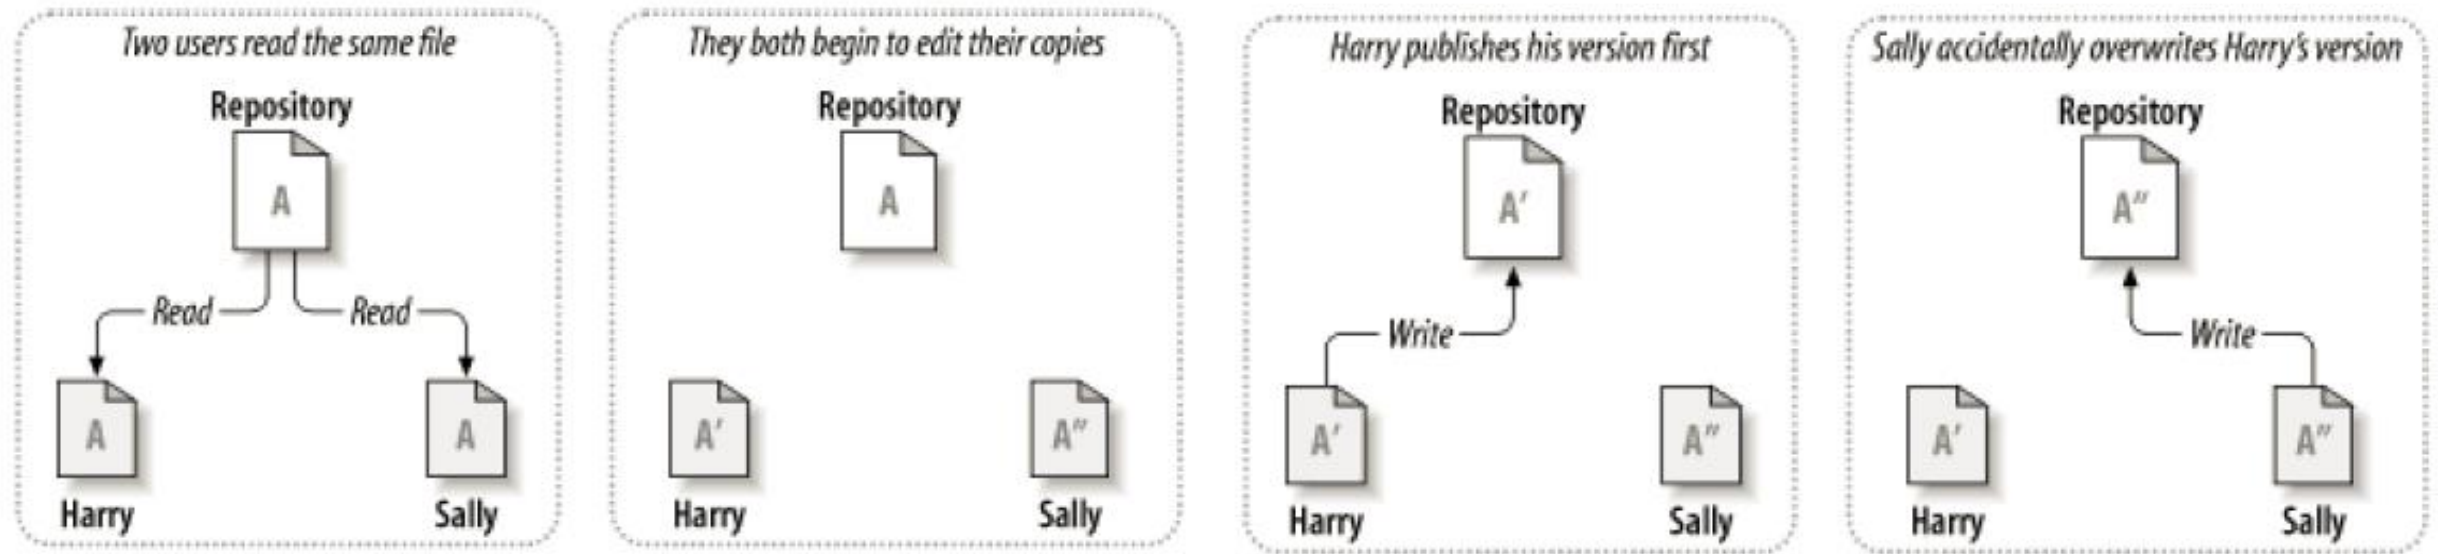 Two users read the same file
Repository
A
Read
Read
A
A
Harry
Sally
They both begin to edit their copies
Repository
A
A′
A″
Harry
Sally
Harry publishes his version first
Repository
A′
Write
A′
A″
Harry
Sally
Sally accidentally overwrites Harry's version
Repository
A″
Write
A′
A″
Harry
Sally